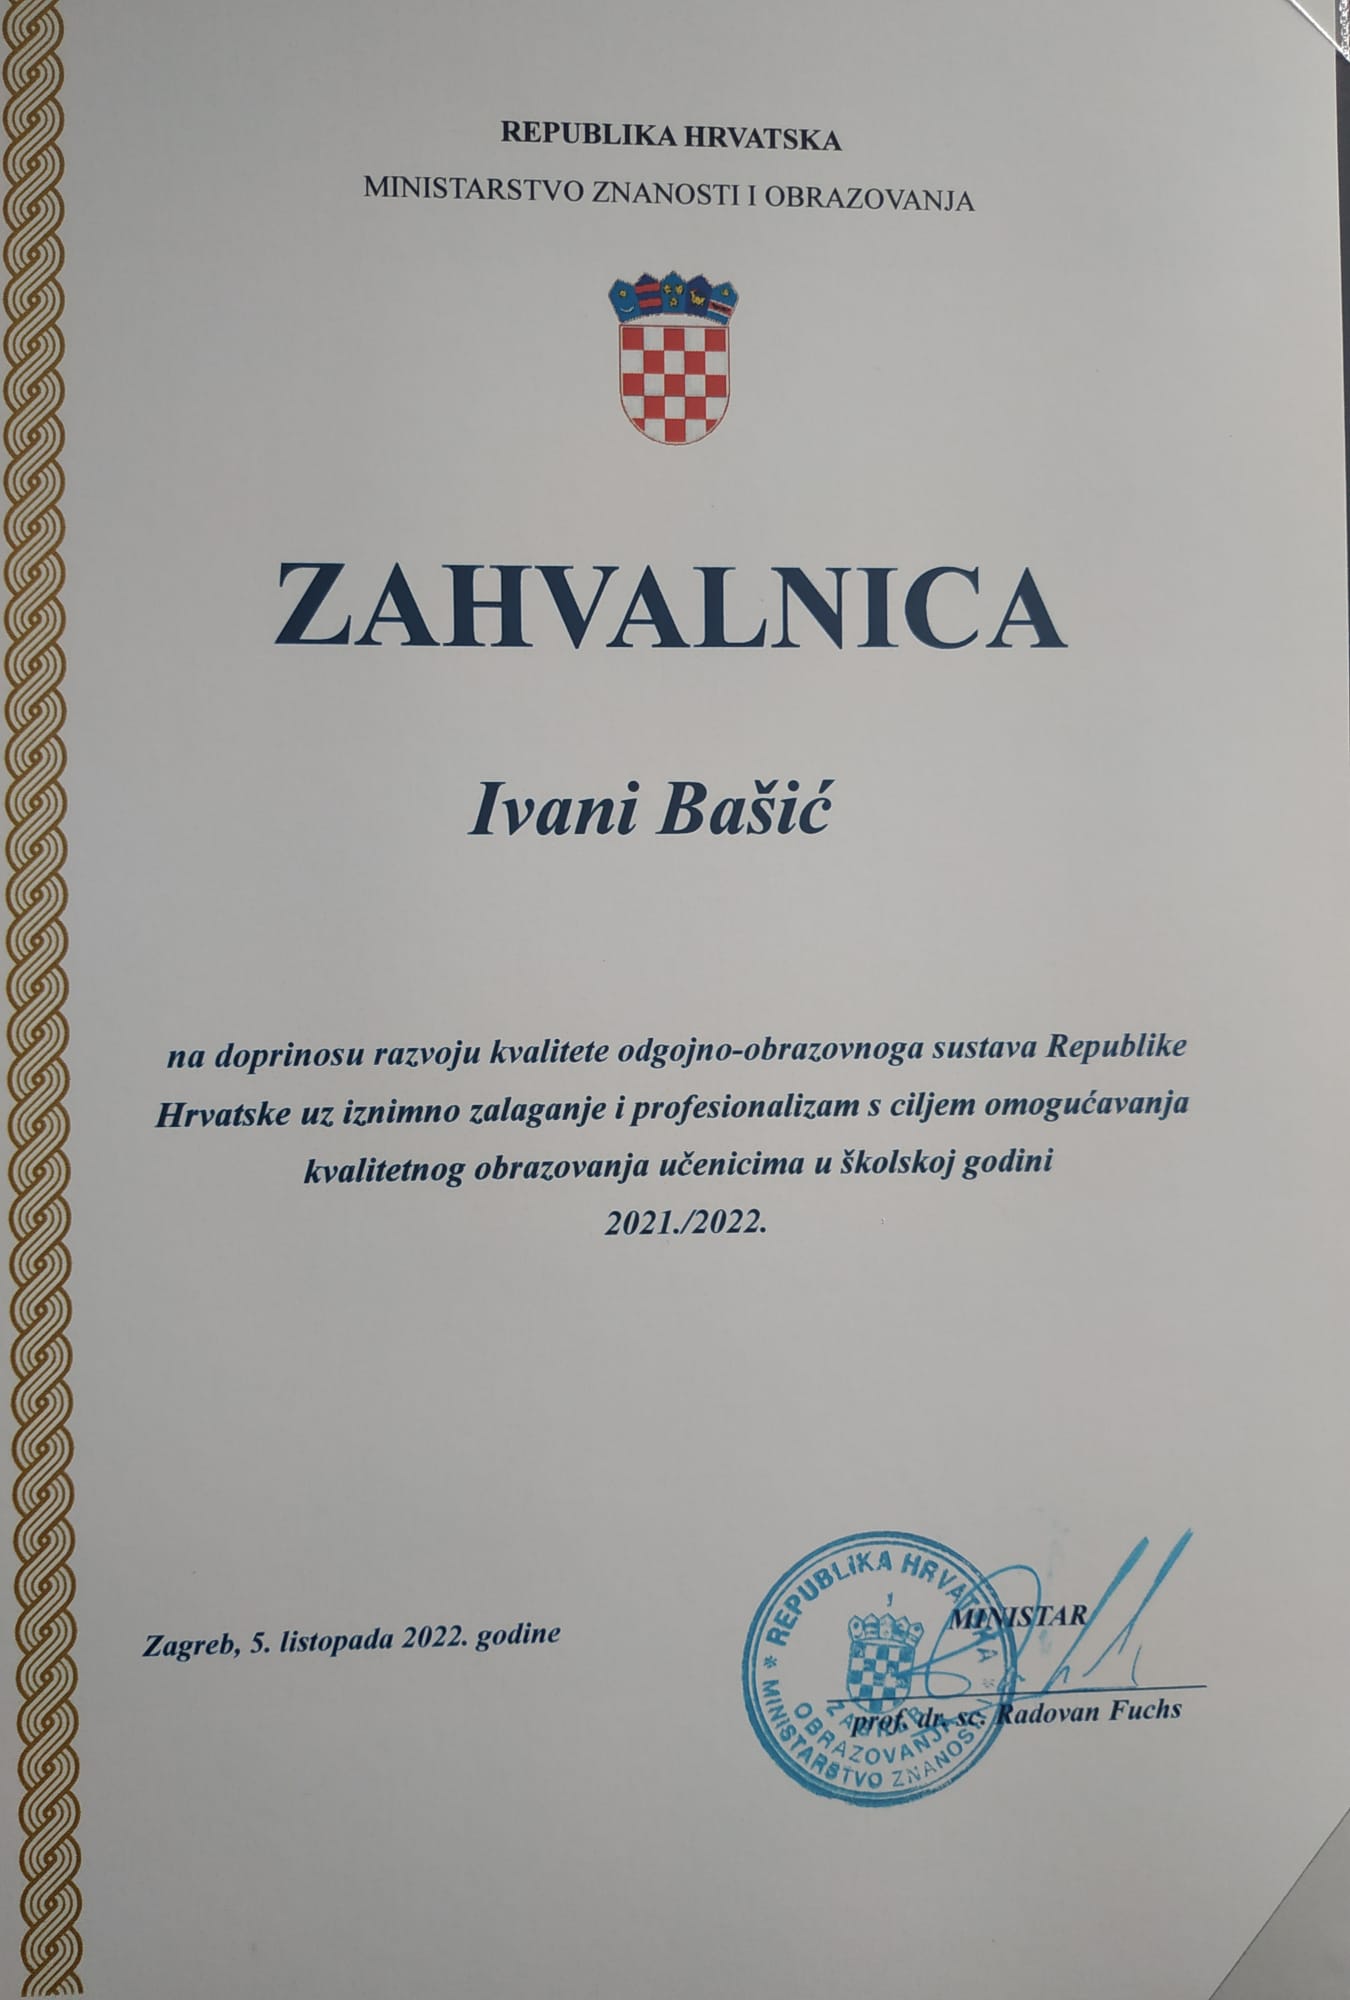 REPUBLIKA HRVATSKA
MINISTARSTVO ZNANOSTI I OBRAZOVANJA
ZAHVALNICA
Ivani Bašić
na doprinosu razvoju kvalitete odgojno-obrazovnoga sustava Republike
Hrvatske uz iznimno zalaganje i profesionalizam s ciljem omogućavanja
kvalitetnog obrazovanja učenicima u školskoj godini
2021./2022.
Zagreb, 5. listopada 2022. godine
MINISTAR
prof. dr. sc. Radovan Fuchs
REPUBLIKA HRVATSKA
MINISTARSTVO ZNANOSTI I
OBRAZOVANJA
ZAGREB
1